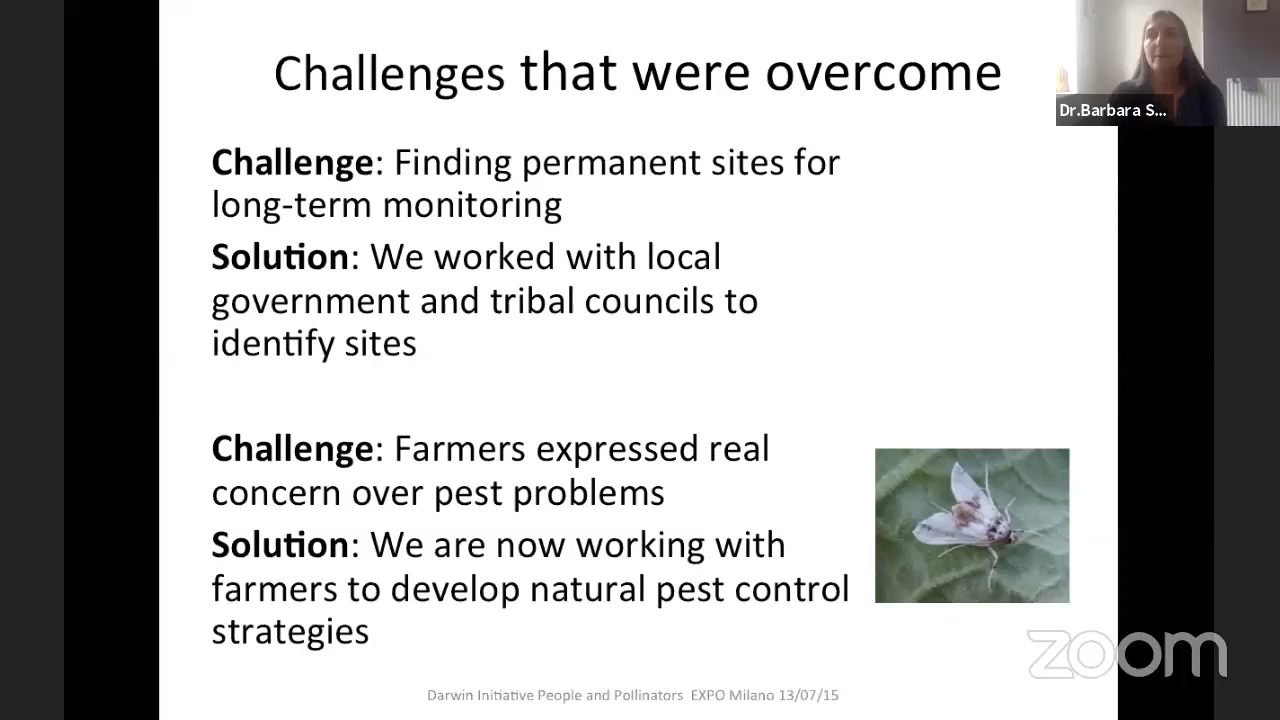 Challenges that were overcome
Dr.Barbara S...
Challenge: Finding permanent sites for
long-term monitoring
Solution: We worked with local
government and tribal councils to
identify sites
Challenge: Farmers expressed real
concern over pest problems
Solution: We are now working with
farmers to develop natural pest control
strategies
zoom
Darwin Initiative People and Pollinators EXPO Milano 13/07/15